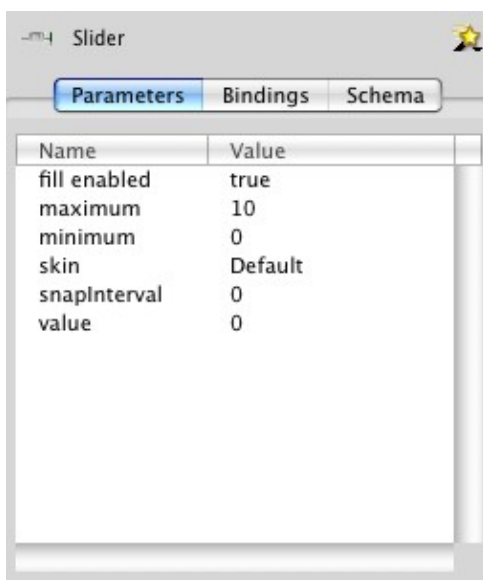 Slider
Parameters Bindings Schema
Name Value
fill enabled true
maximum 10
minimum 0
skin Default
snapInterval 0
value 0